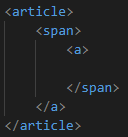 <article>
<span>
<a>
</span>
</a>
</article>